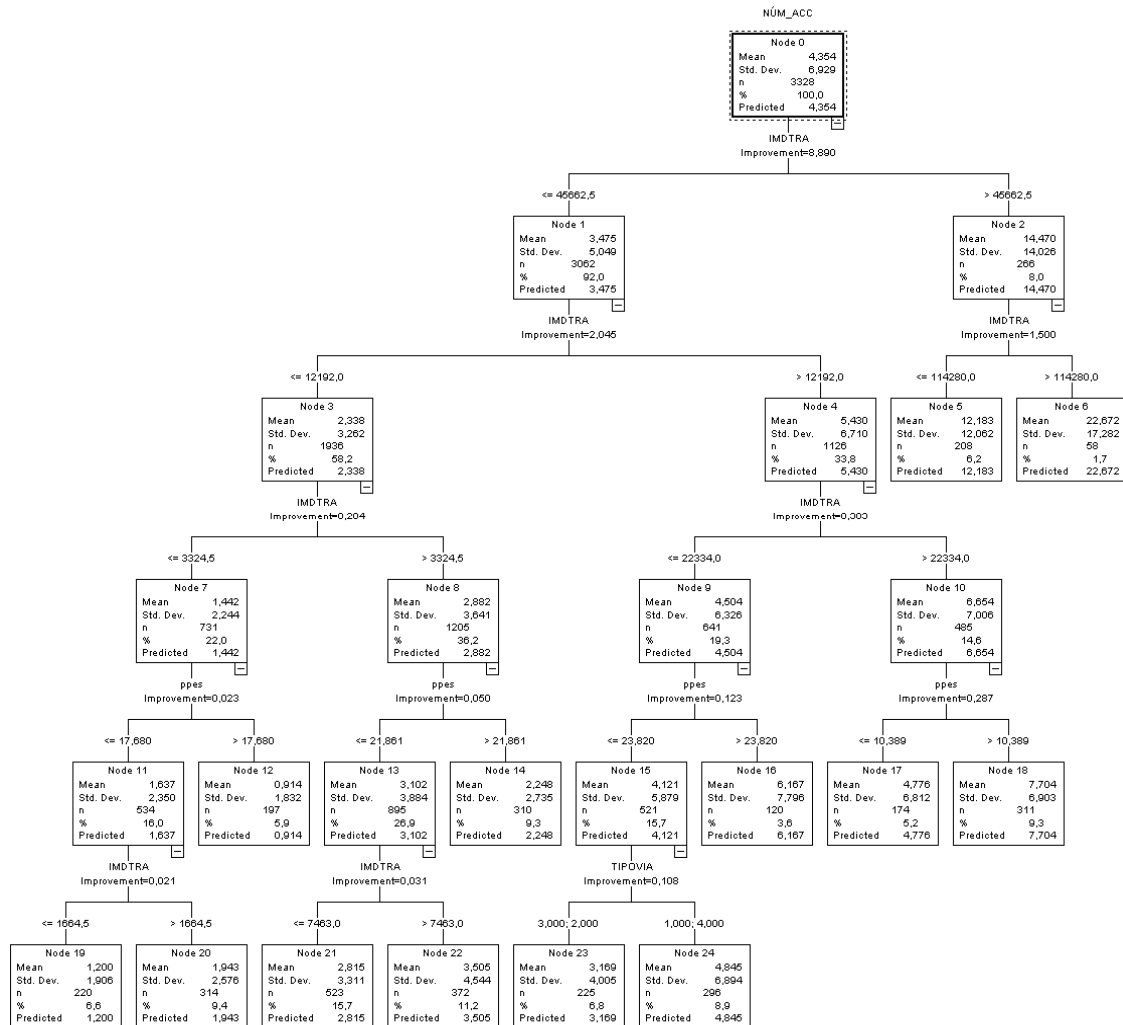 NÚM_ACC
Node 0
Mean 4,354
Std. Dev. 6,929
n 3328
% 100,0
Predicted 4,354
IMDTRA
Improvement=8,890
<= 45662,5
> 45662,5
Node 1
Mean 3,475
Std. Dev. 5,049
n 3062
% 92,0
Predicted 3,475
Node 2
Mean 14,470
Std. Dev. 14,026
n 266
% 8,0
Predicted 14,470
IMDTRA
Improvement=2,045
IMDTRA
Improvement=1,500
<= 12192,0
> 12192,0
<= 114280,0
> 114280,0
Node 3
Mean 2,338
Std. Dev. 3,262
n 1936
% 58,2
Predicted 2,338
Node 4
Mean 5,430
Std. Dev. 6,710
n 1126
% 33,8
Predicted 5,430
Node 5
Mean 12,183
Std. Dev. 12,062
n 208
% 6,2
Predicted 12,183
Node 6
Mean 22,672
Std. Dev. 17,282
n 58
% 1,7
Predicted 22,672
IMDTRA
Improvement=0,204
IMDTRA
Improvement=0,303
<= 3324,5
> 3324,5
<= 22334,0
> 22334,0
Node 7
Mean 1,442
Std. Dev. 2,244
n 731
% 22,0
Predicted 1,442
Node 8
Mean 2,882
Std. Dev. 3,641
n 1205
% 36,2
Predicted 2,882
Node 9
Mean 4,504
Std. Dev. 6,326
n 641
% 19,3
Predicted 4,504
Node 10
Mean 6,654
Std. Dev. 7,006
n 485
% 14,6
Predicted 6,654
ppes
Improvement=0,023
ppes
Improvement=0,050
ppes
Improvement=0,123
ppes
Improvement=0,287
<= 17,680
> 17,680
<= 21,861
> 21,861
<= 23,820
> 23,820
<= 10,389
> 10,389
Node 11
Mean 1,637
Std. Dev. 2,350
n 534
% 16,0
Predicted 1,637
Node 12
Mean 0,914
Std. Dev. 1,832
n 197
% 5,9
Predicted 0,914
Node 13
Mean 3,102
Std. Dev. 3,884
n 895
% 26,9
Predicted 3,102
Node 14
Mean 2,248
Std. Dev. 2,735
n 310
% 9,3
Predicted 2,248
Node 15
Mean 4,121
Std. Dev. 5,879
n 521
% 15,7
Predicted 4,121
Node 16
Mean 6,167
Std. Dev. 7,796
n 120
% 3,6
Predicted 6,167
Node 17
Mean 4,776
Std. Dev. 6,812
n 174
% 5,2
Predicted 4,776
Node 18
Mean 7,704
Std. Dev. 6,903
n 311
% 9,3
Predicted 7,704
IMDTRA
Improvement=0,021
IMDTRA
Improvement=0,031
TIPOVIA
Improvement=0,108
<= 1664,5
> 1664,5
<= 7463,0
> 7463,0
3,000; 2,000
1,000; 4,000
Node 19
Mean 1,200
Std. Dev. 1,906
n 220
% 6,6
Predicted 1,200
Node 20
Mean 1,943
Std. Dev. 2,576
n 314
% 9,4
Predicted 1,943
Node 21
Mean 2,815
Std. Dev. 3,311
n 523
% 15,7
Predicted 2,815
Node 22
Mean 3,505
Std. Dev. 4,544
n 372
% 11,2
Predicted 3,505
Node 23
Mean 3,169
Std. Dev. 4,005
n 225
% 6,8
Predicted 3,169
Node 24
Mean 4,845
Std. Dev. 6,894
n 296
% 8,9
Predicted 4,845